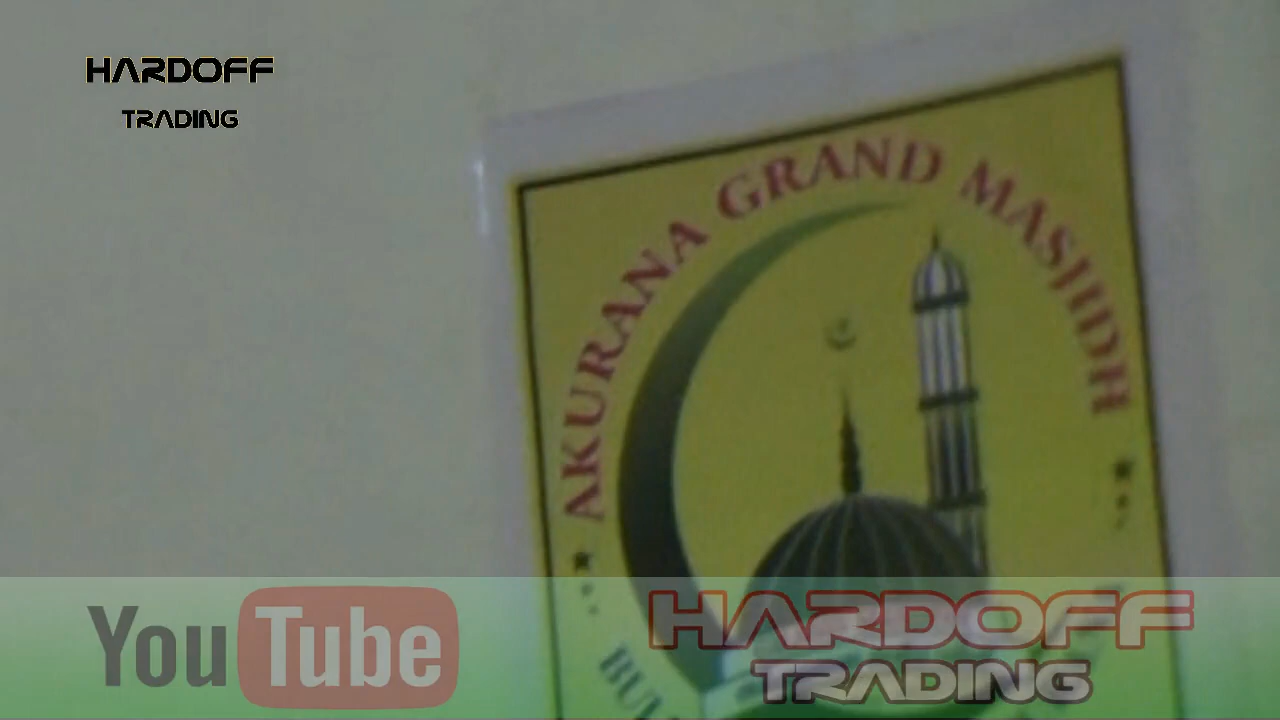 HARDOFF
TRADING
AKURANA GRAND MASJIDH
YouTube
HARDOFF
TRADING